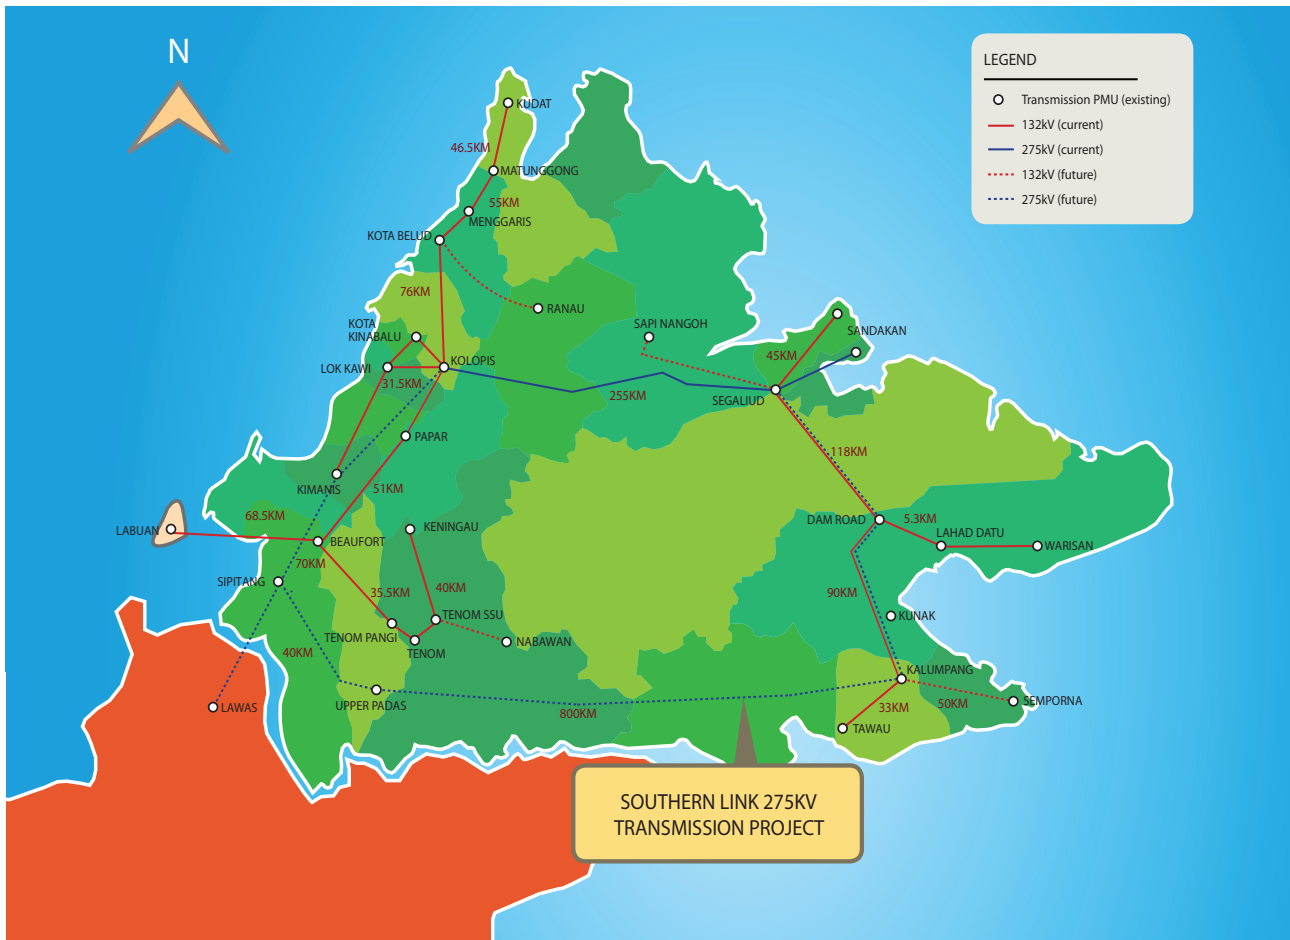 N
LEGEND
Transmission PMU (existing)
132kV (current)
275kV (current)
132kV (future)
275kV (future)
KUDAT
46.5KM
MATUNGGONG
55KM
MENGGARIS
KOTA BELUD
76KM
RANAU
KOTA
KINABALU
SAPI NANGOH
SANDAKAN
45KM
LOK KAWI
KOLOPIS
31.5KM
255KM
SEGALIUD
PAPAR
118KM
KIMANIS
51KM
68.5KM
LABUAN
BEAUFORT
KENINGAU
DAM ROAD
5.3KM
LAHAD DATU
WARISAN
70KM
SIPITANG
35.5KM
40KM
90KM
TENOM SSU
KUNAK
TENOM PANGI
TENOM
NABAWAN
40KM
KALUMPANG
LAWAS
UPPER PADAS
800KM
33KM
50KM
SEMPORNA
TAWAU
SOUTHERN LINK 275KV
TRANSMISSION PROJECT